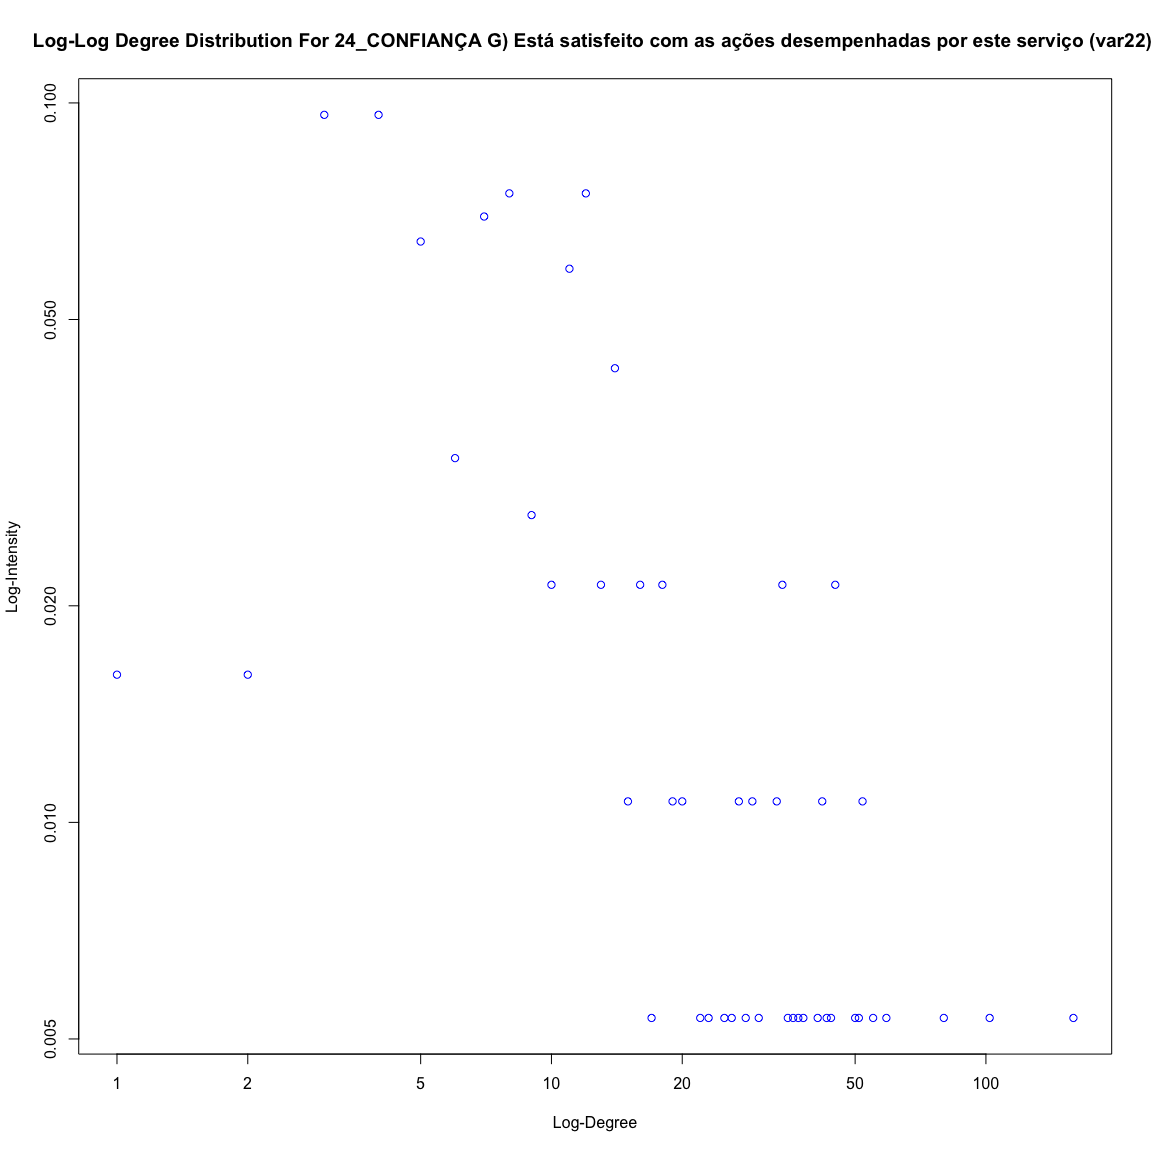 Log-Log Degree Distribution For 24_CONFIANÇA G) Está satisfeito com as ações desempenhadas por este serviço (var22)
0.100
0.050
0.020
0.010
0.005
Log-Intensity
1 2 5 10 20 50 100
Log-Degree